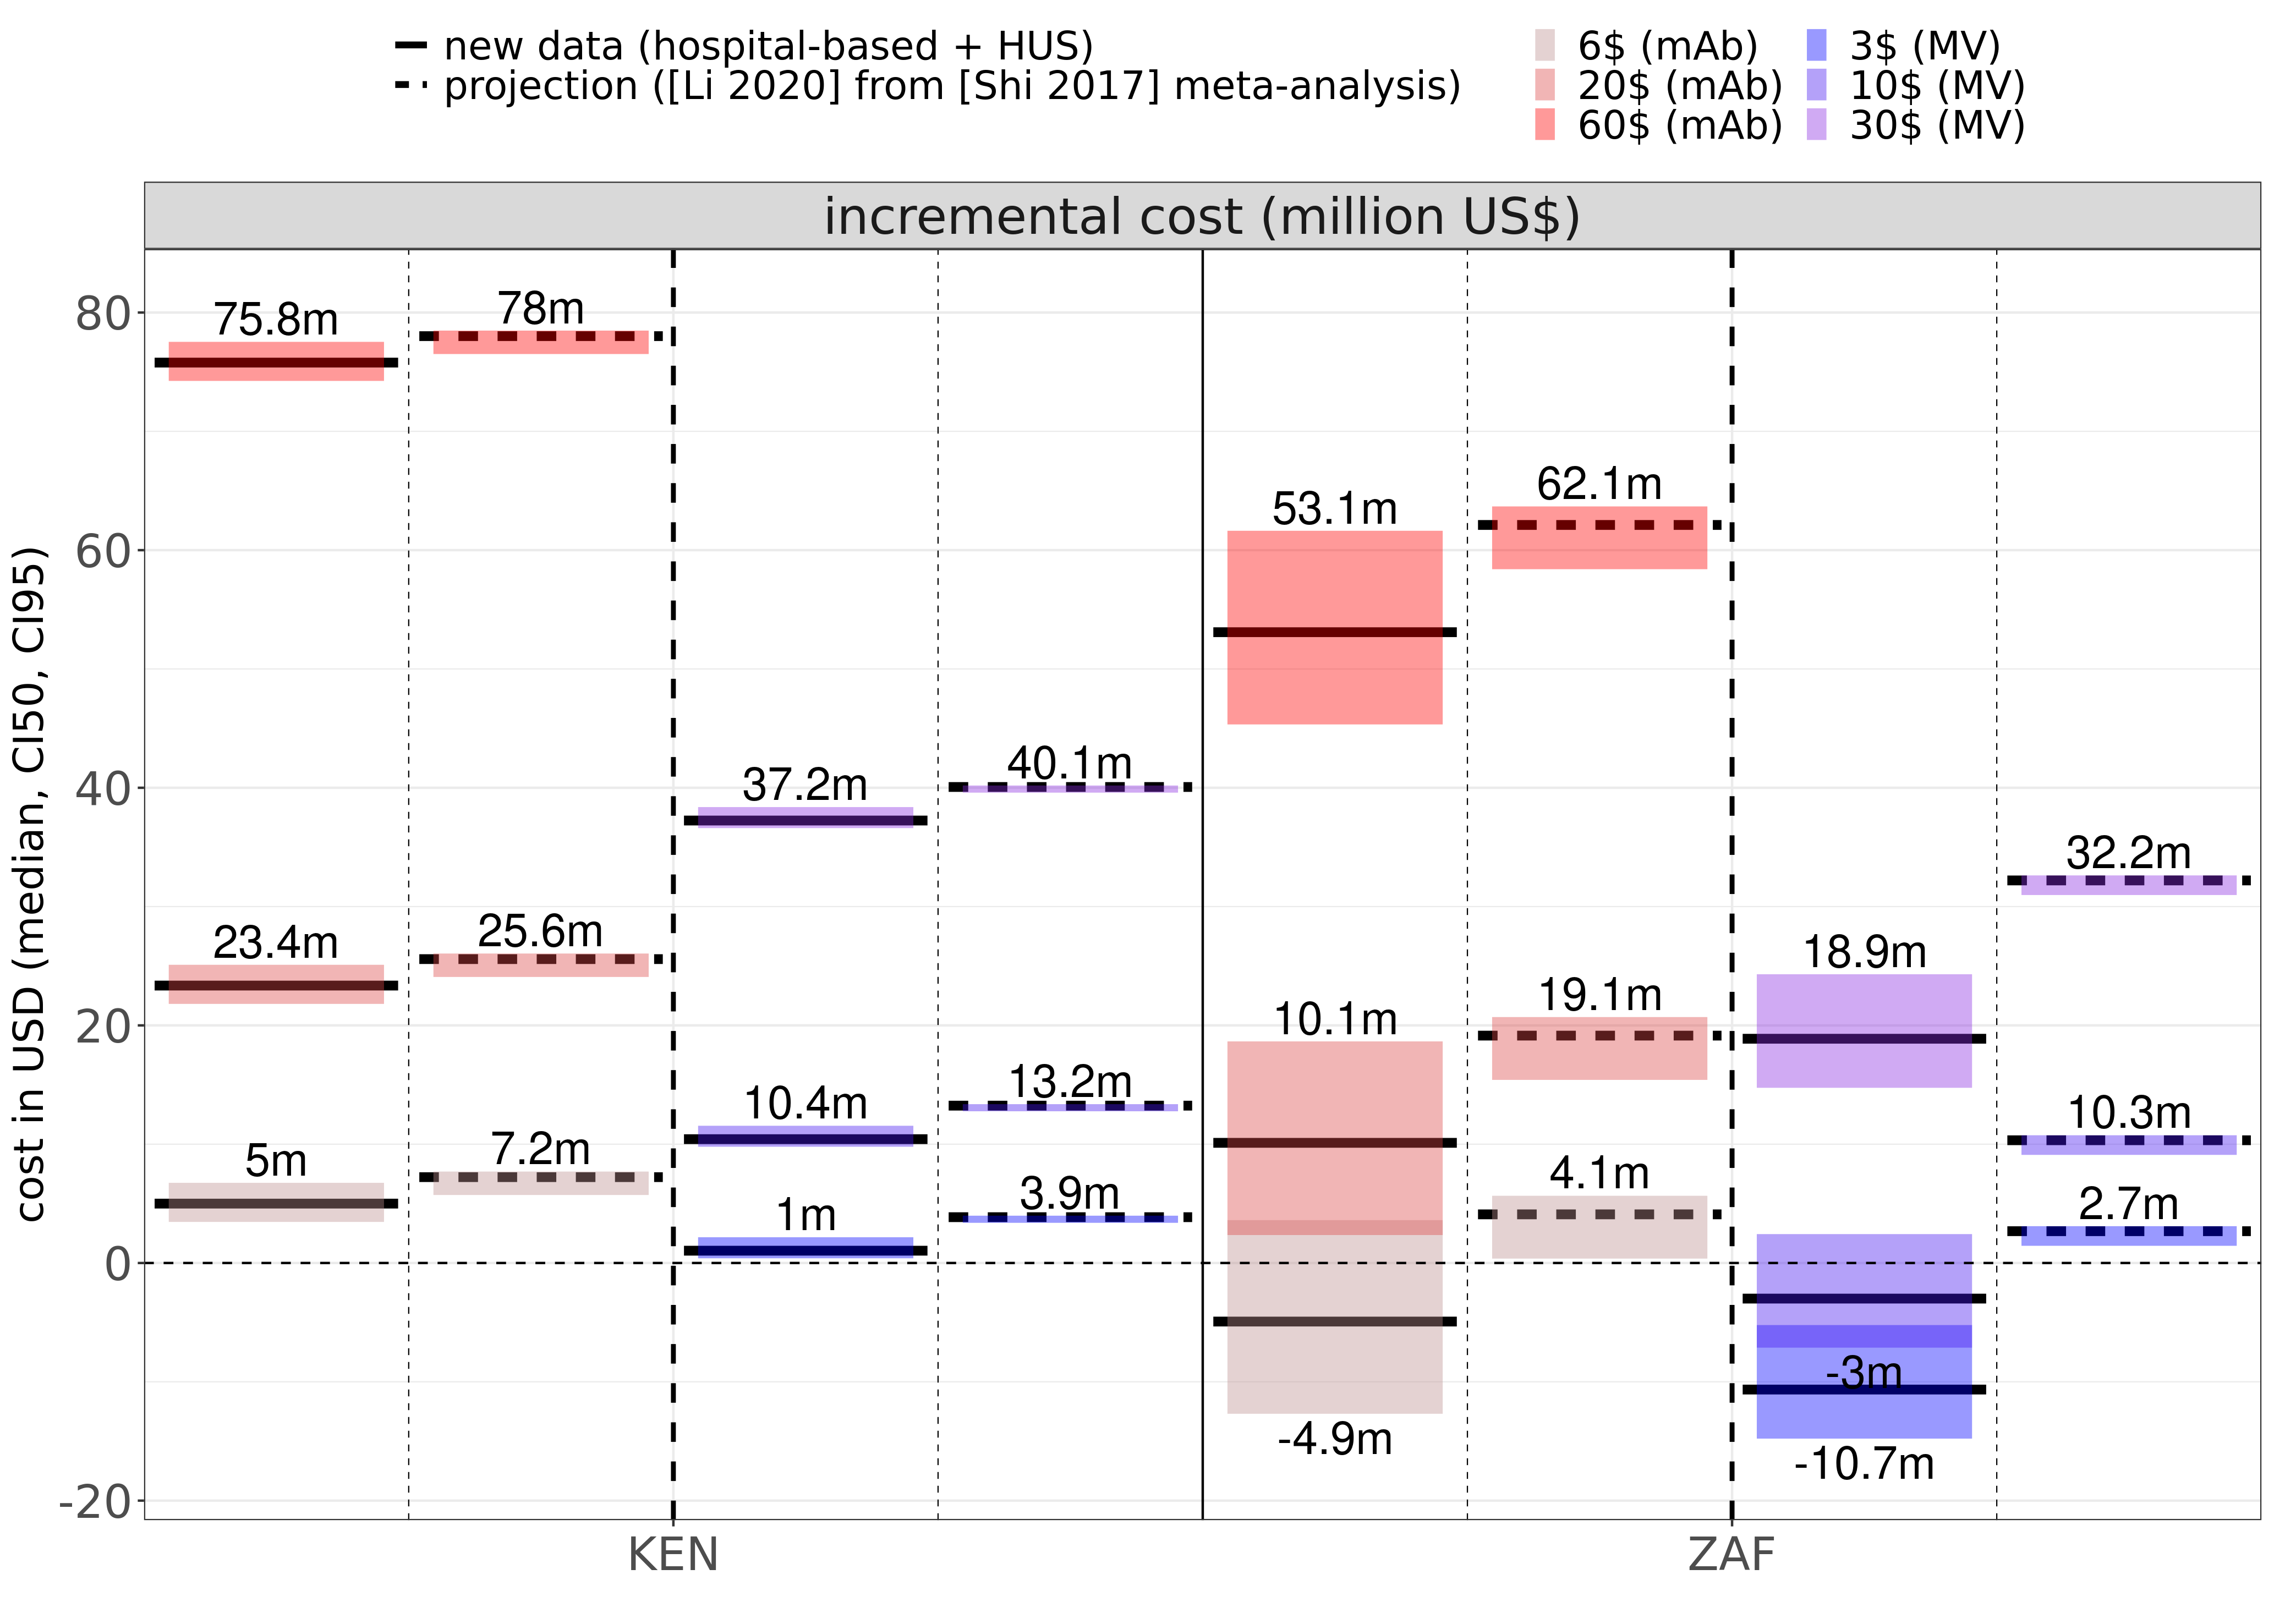 new data (hospital-based + HUS)
projection ([Li 2020] from [Shi 2017] meta-analysis)
6$ (mAb)
20$ (mAb)
60$ (mAb)
3$ (MV)
10$ (MV)
30$ (MV)
incremental cost (million US$)
cost in USD (median, CI50, CI95)
80
60
40
20
0
-20
75.8m
78m
23.4m
25.6m
5m
7.2m
37.2m
40.1m
10.4m
13.2m
1m
3.9m
53.1m
62.1m
10.1m
19.1m
4.1m
-4.9m
18.9m
32.2m
10.3m
2.7m
-3m
-10.7m
KEN
ZAF